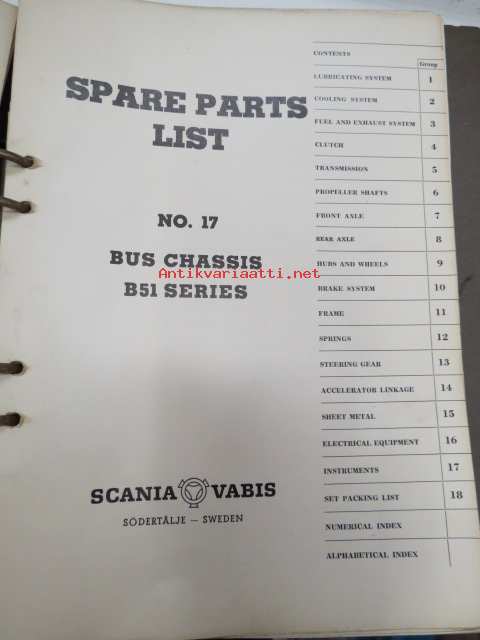 SPARE PARTS
LIST
NO. 17
BUS CHASSIS
Antikvariaatti.net
B51 SERIES
SCANIA VABIS
SÖDERTÄLJE — SWEDEN
CONTENTS
Group
LUBRICATING SYSTEM 1
COOLING SYSTEM 2
FUEL AND EXHAUST SYSTEM 3
CLUTCH 4
TRANSMISSION 5
PROPELLER SHAFTS 6
FRONT AXLE 7
REAR AXLE 8
HUBS AND WHEELS 9
BRAKE SYSTEM 10
FRAME 11
SPRINGS 12
STEERING GEAR 13
ACCELERATOR LINKAGE 14
SHEET METAL 15
ELECTRICAL EQUIPMENT 16
INSTRUMENTS 17
SET PACKING LIST 18
NUMERICAL INDEX
ALPHABETICAL INDEX